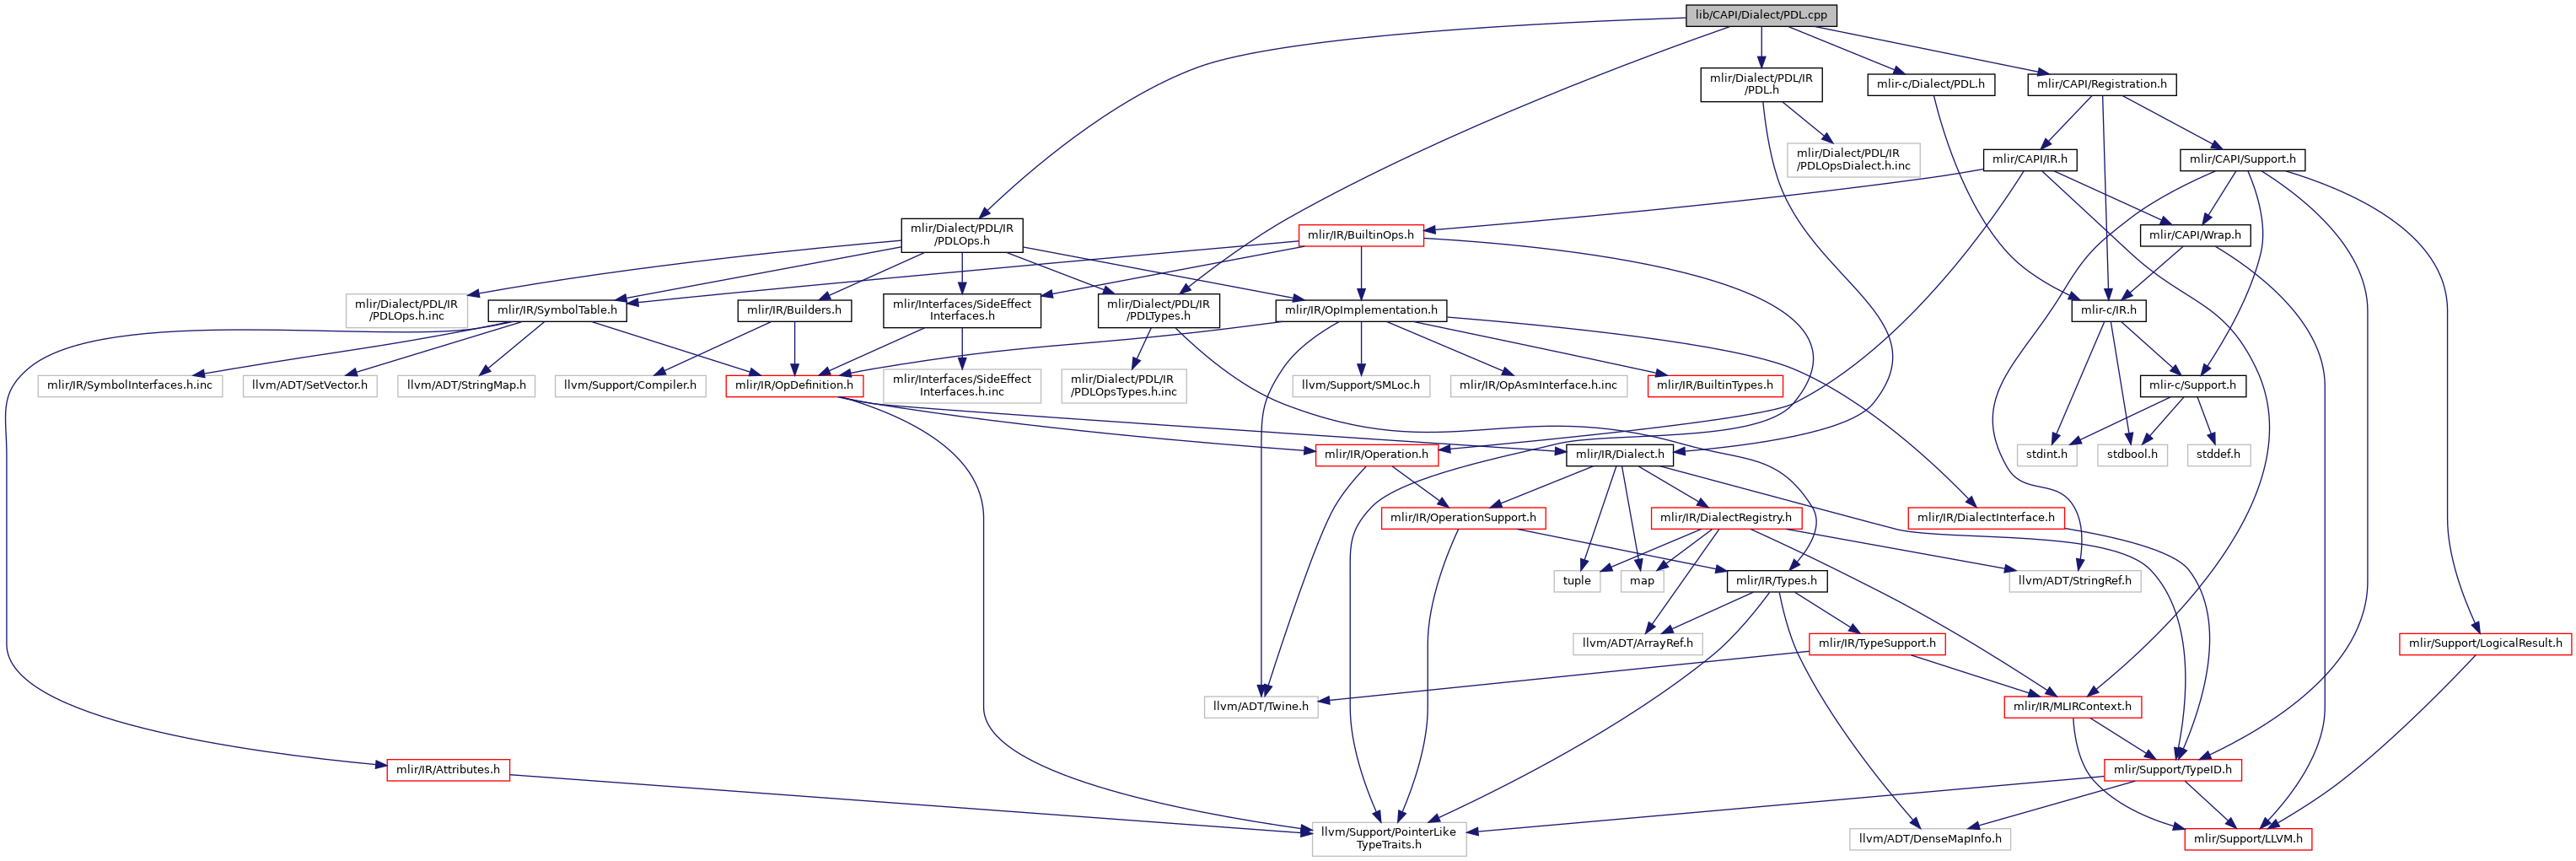 lib/CAPI/Dialect/PDL.cpp
mlir/Dialect/PDL/IR
/PDL.h
mlir-c/Dialect/PDL.h
mlir/CAPI/Registration.h
mlir/Dialect/PDL/IR
/PDLOpsDialect.h.inc
mlir/CAPI/IR.h
mlir/CAPI/Support.h
mlir/Dialect/PDL/IR
/PDLOps.h
mlir/IR/BuiltinOps.h
mlir/CAPI/Wrap.h
mlir/Dialect/PDL/IR
/PDLOps.h.inc
mlir/IR/SymbolTable.h
mlir/IR/Builders.h
mlir/Interfaces/SideEffect
Interfaces.h
mlir/Dialect/PDL/IR
/PDLTypes.h
mlir/IR/OpImplementation.h
mlir-c/IR.h
mlir/IR/SymbolInterfaces.h.inc
llvm/ADT/SetVector.h
llvm/ADT/StringMap.h
llvm/Support/Compiler.h
mlir/IR/OpDefinition.h
mlir/Interfaces/SideEffect
Interfaces.h.inc
mlir/Dialect/PDL/IR
/PDLOpsTypes.h.inc
llvm/Support/SMLoc.h
mlir/IR/OpAsmInterface.h.inc
mlir/IR/BuiltinTypes.h
mlir-c/Support.h
mlir/IR/Operation.h
mlir/IR/Dialect.h
stdint.h
stdbool.h
stddef.h
mlir/IR/OperationSupport.h
mlir/IR/DialectRegistry.h
mlir/IR/DialectInterface.h
tuple
map
mlir/IR/Types.h
llvm/ADT/StringRef.h
llvm/ADT/ArrayRef.h
mlir/IR/TypeSupport.h
mlir/Support/LogicalResult.h
llvm/ADT/Twine.h
mlir/IR/MLIRContext.h
mlir/IR/Attributes.h
mlir/Support/TypeID.h
llvm/Support/PointerLike
TypeTraits.h
llvm/ADT/DenseMapInfo.h
mlir/Support/LLVM.h